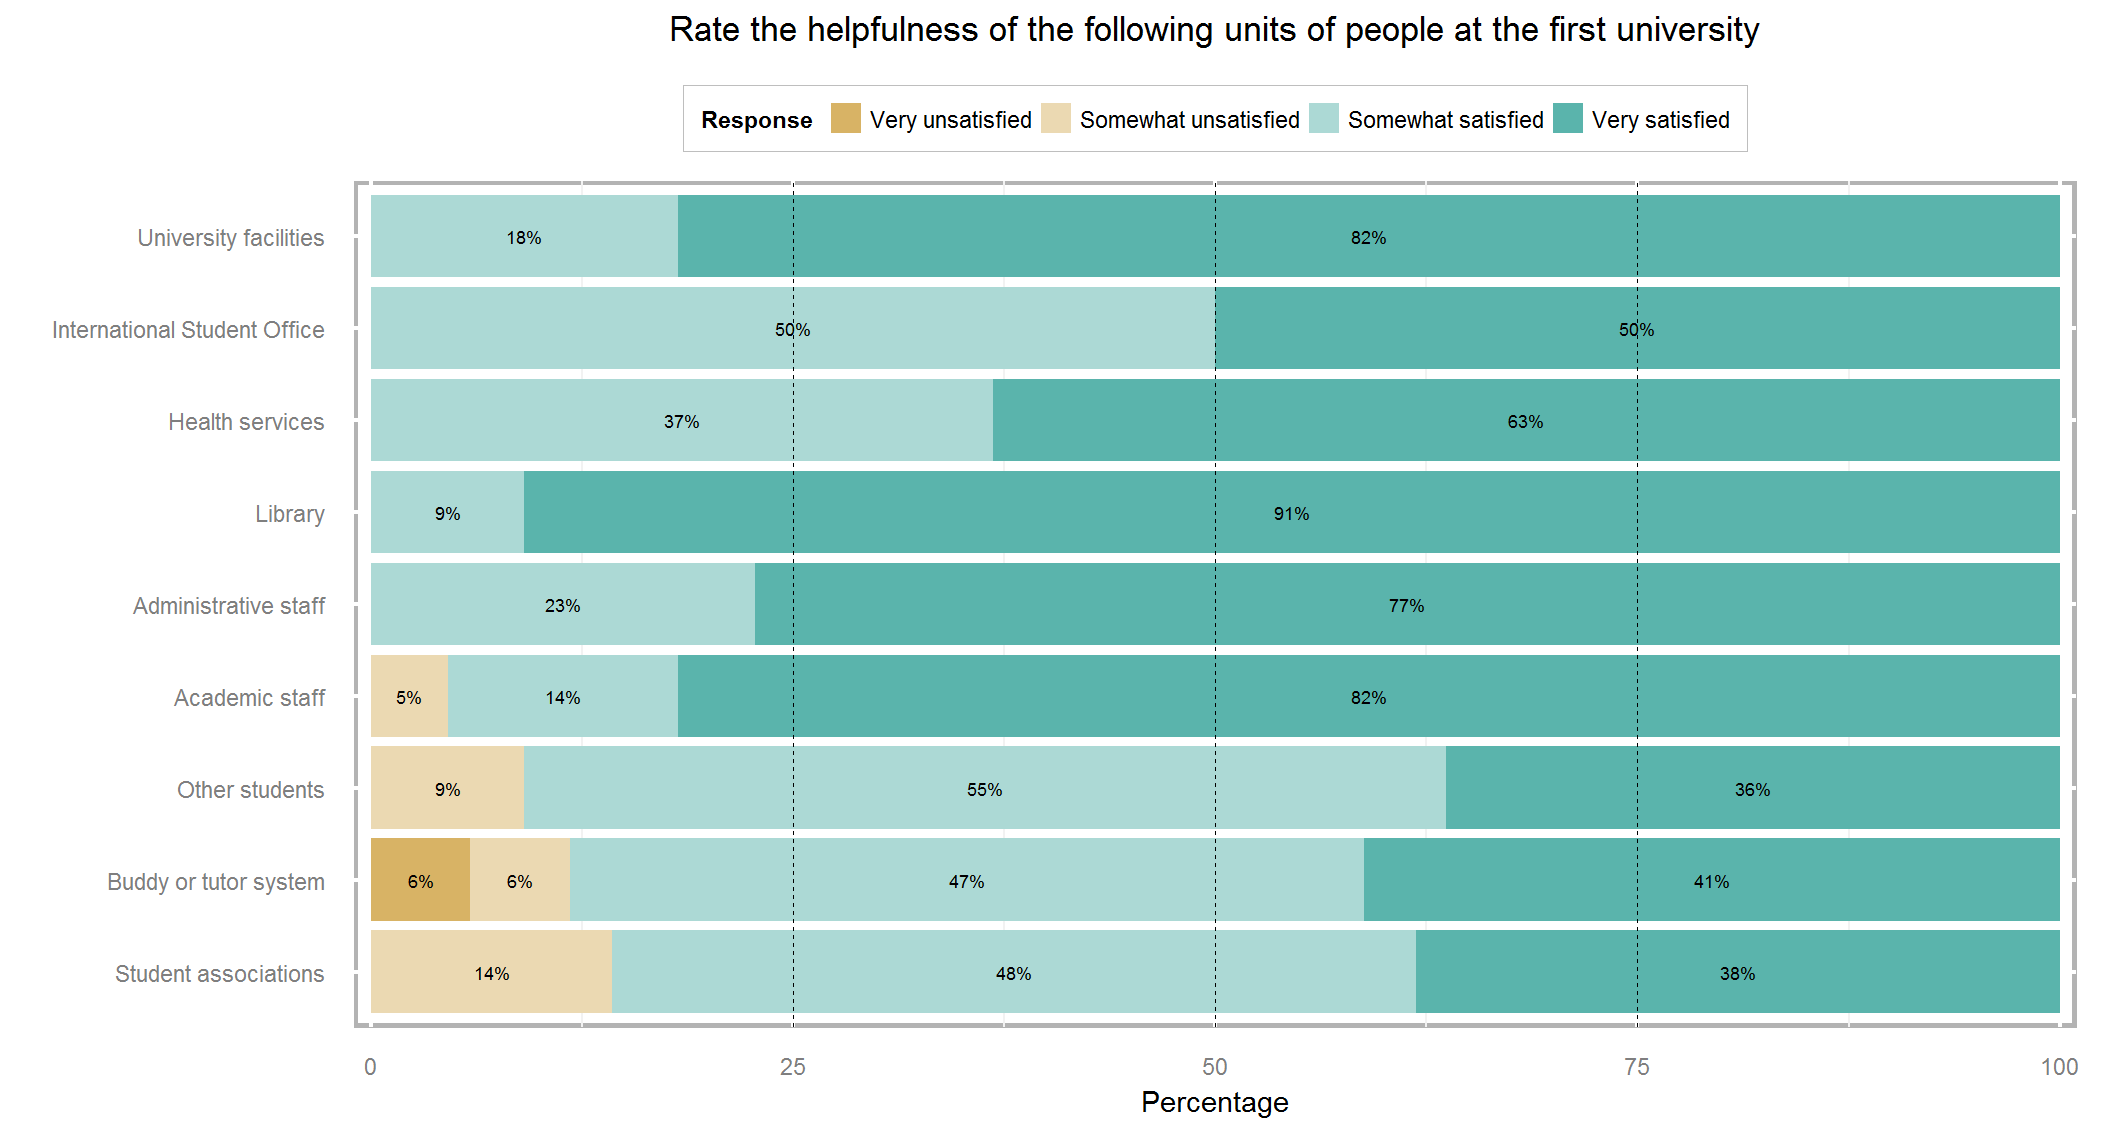 Rate the helpfulness of the following units of people at the first university
Response Very unsatisfied Somewhat unsatisfied Somewhat satisfied Very satisfied
University facilities 18% 82%
International Student Office 50% 50%
Health services 37% 63%
Library 9% 91%
Administrative staff 23% 77%
Academic staff 5% 14% 82%
Other students 9% 55% 36%
Buddy or tutor system 6% 6% 47% 41%
Student associations 14% 48% 38%
0 25 50 75 100
Percentage